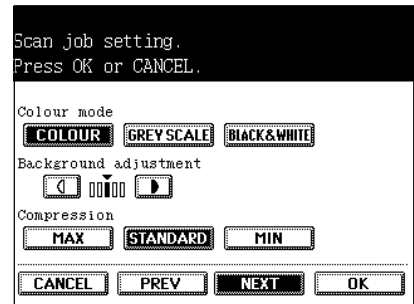 Scan job setting.
Press OK or CANCEL.
Colour mode
COLOUR GREY SCALE BLACK&WHITE
Background adjustment
Compression
MAX STANDARD MIN
CANCEL PREV NEXT OK